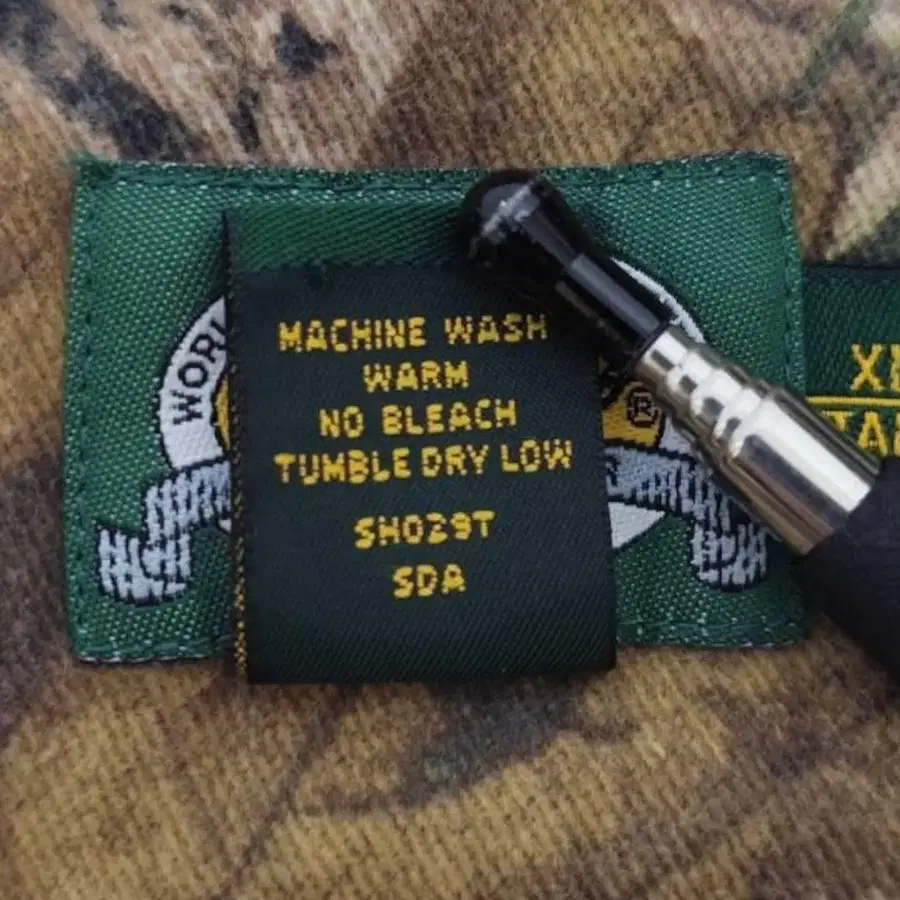 MACHINE WASH
WARM
NO BLEACH
TUMBLE DRY LOW
SH029T
SDA
®